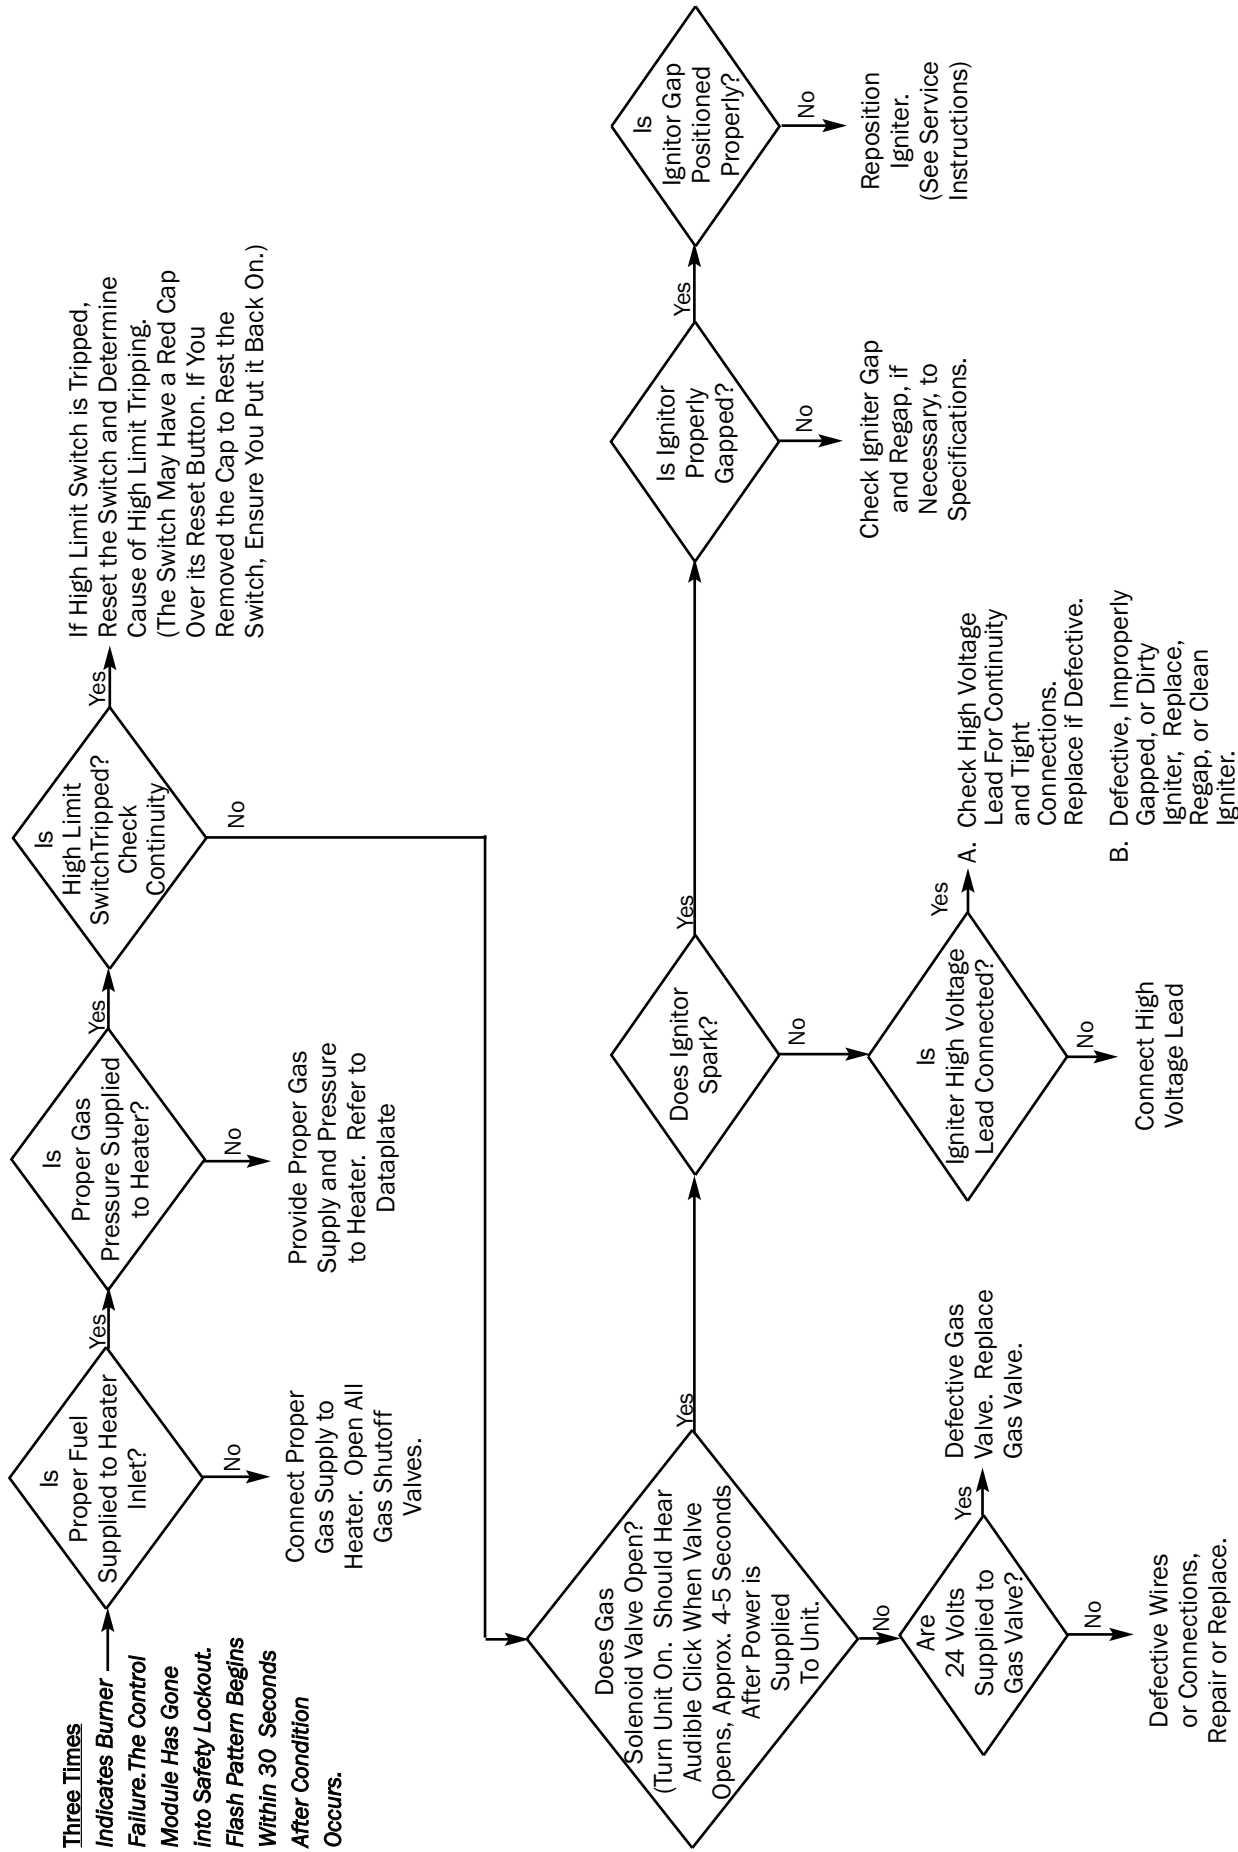 Three Times
Indicates Burner
Failure.The Control
Module Has Gone
into Safety Lockout.
Flash Pattern Begins
Within 30 Seconds
After Condition
Occurs.
Is
Proper Fuel
Supplied to Heater
Inlet?
Yes
No
Connect Proper
Gas Supply to
Heater. Open All
Gas Shutoff
Valves.
Is
Proper Gas
Pressure Supplied
to Heater?
Yes
No
Provide Proper Gas
Supply and Pressure
to Heater. Refer to
Dataplate
Is
High Limit
SwitchTripped?
Check
Continuity
Yes
No
If High Limit Switch is Tripped,
Reset the Switch and Determine
Cause of High Limit Tripping.
(The Switch May Have a Red Cap
Over its Reset Button. If You
Removed the Cap to Rest the
Switch, Ensure You Put it Back On.)
Does Gas
Solenoid Valve Open?
(Turn Unit On. Should Hear
Audible Click When Valve
Opens, Approx. 4-5 Seconds
After Power is
Supplied
To Unit.
Yes
No
Are
24 Volts
Supplied to
Gas Valve?
Yes
Defective Gas
Valve. Replace
Gas Valve.
No
Defective Wires
or Connections,
Repair or Replace.
Does Ignitor
Spark?
Yes
No
Is
Igniter High Voltage
Lead Connected?
Yes
A. Check High Voltage
Lead For Continuity
and Tight
Connections.
Replace if Defective.
B. Defective, Improperly
Gapped, or Dirty
Igniter, Replace,
Regap, or Clean
Igniter.
No
Connect High
Voltage Lead
Is Ignitor
Properly
Gapped?
Yes
No
Check Igniter Gap
and Regap, if
Necessary, to
Specifications.
Is
Ignitor Gap
Positioned
Properly?
No
Reposition
Igniter.
(See Service
Instructions)